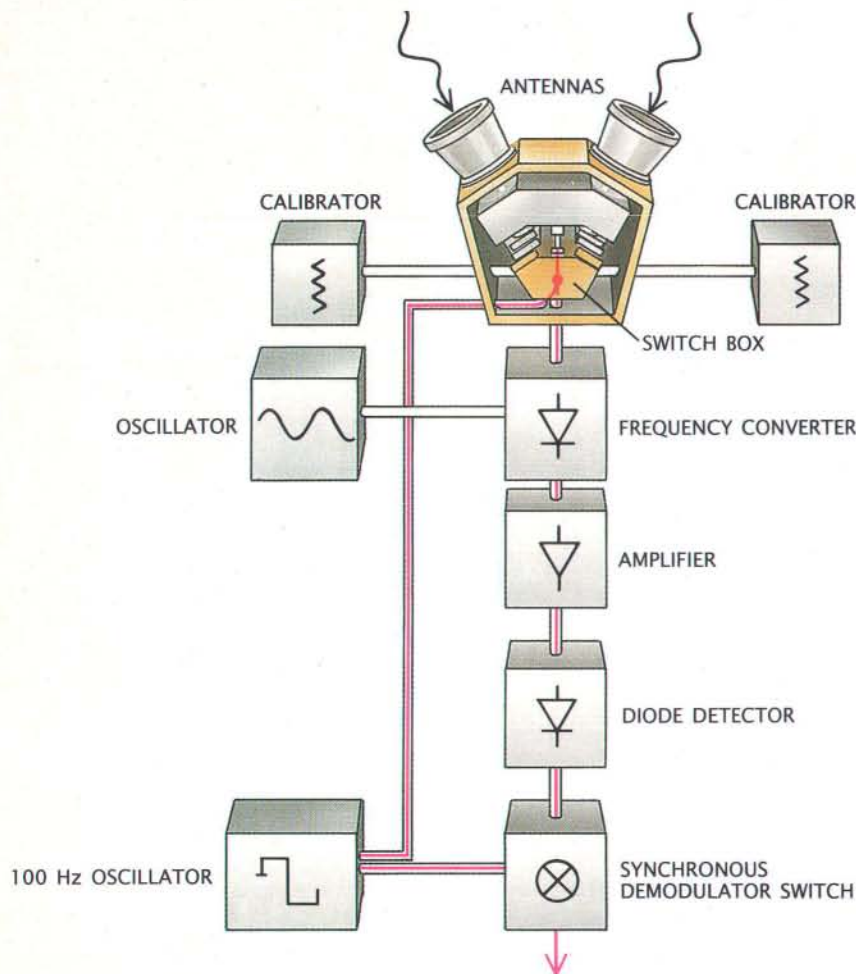 ANTENNAS
CALIBRATOR
CALIBRATOR
SWITCH BOX
OSCILLATOR
FREQUENCY CONVERTER
AMPLIFIER
DIODE DETECTOR
100 Hz OSCILLATOR
SYNCHRONOUS
DEMODULATOR SWITCH